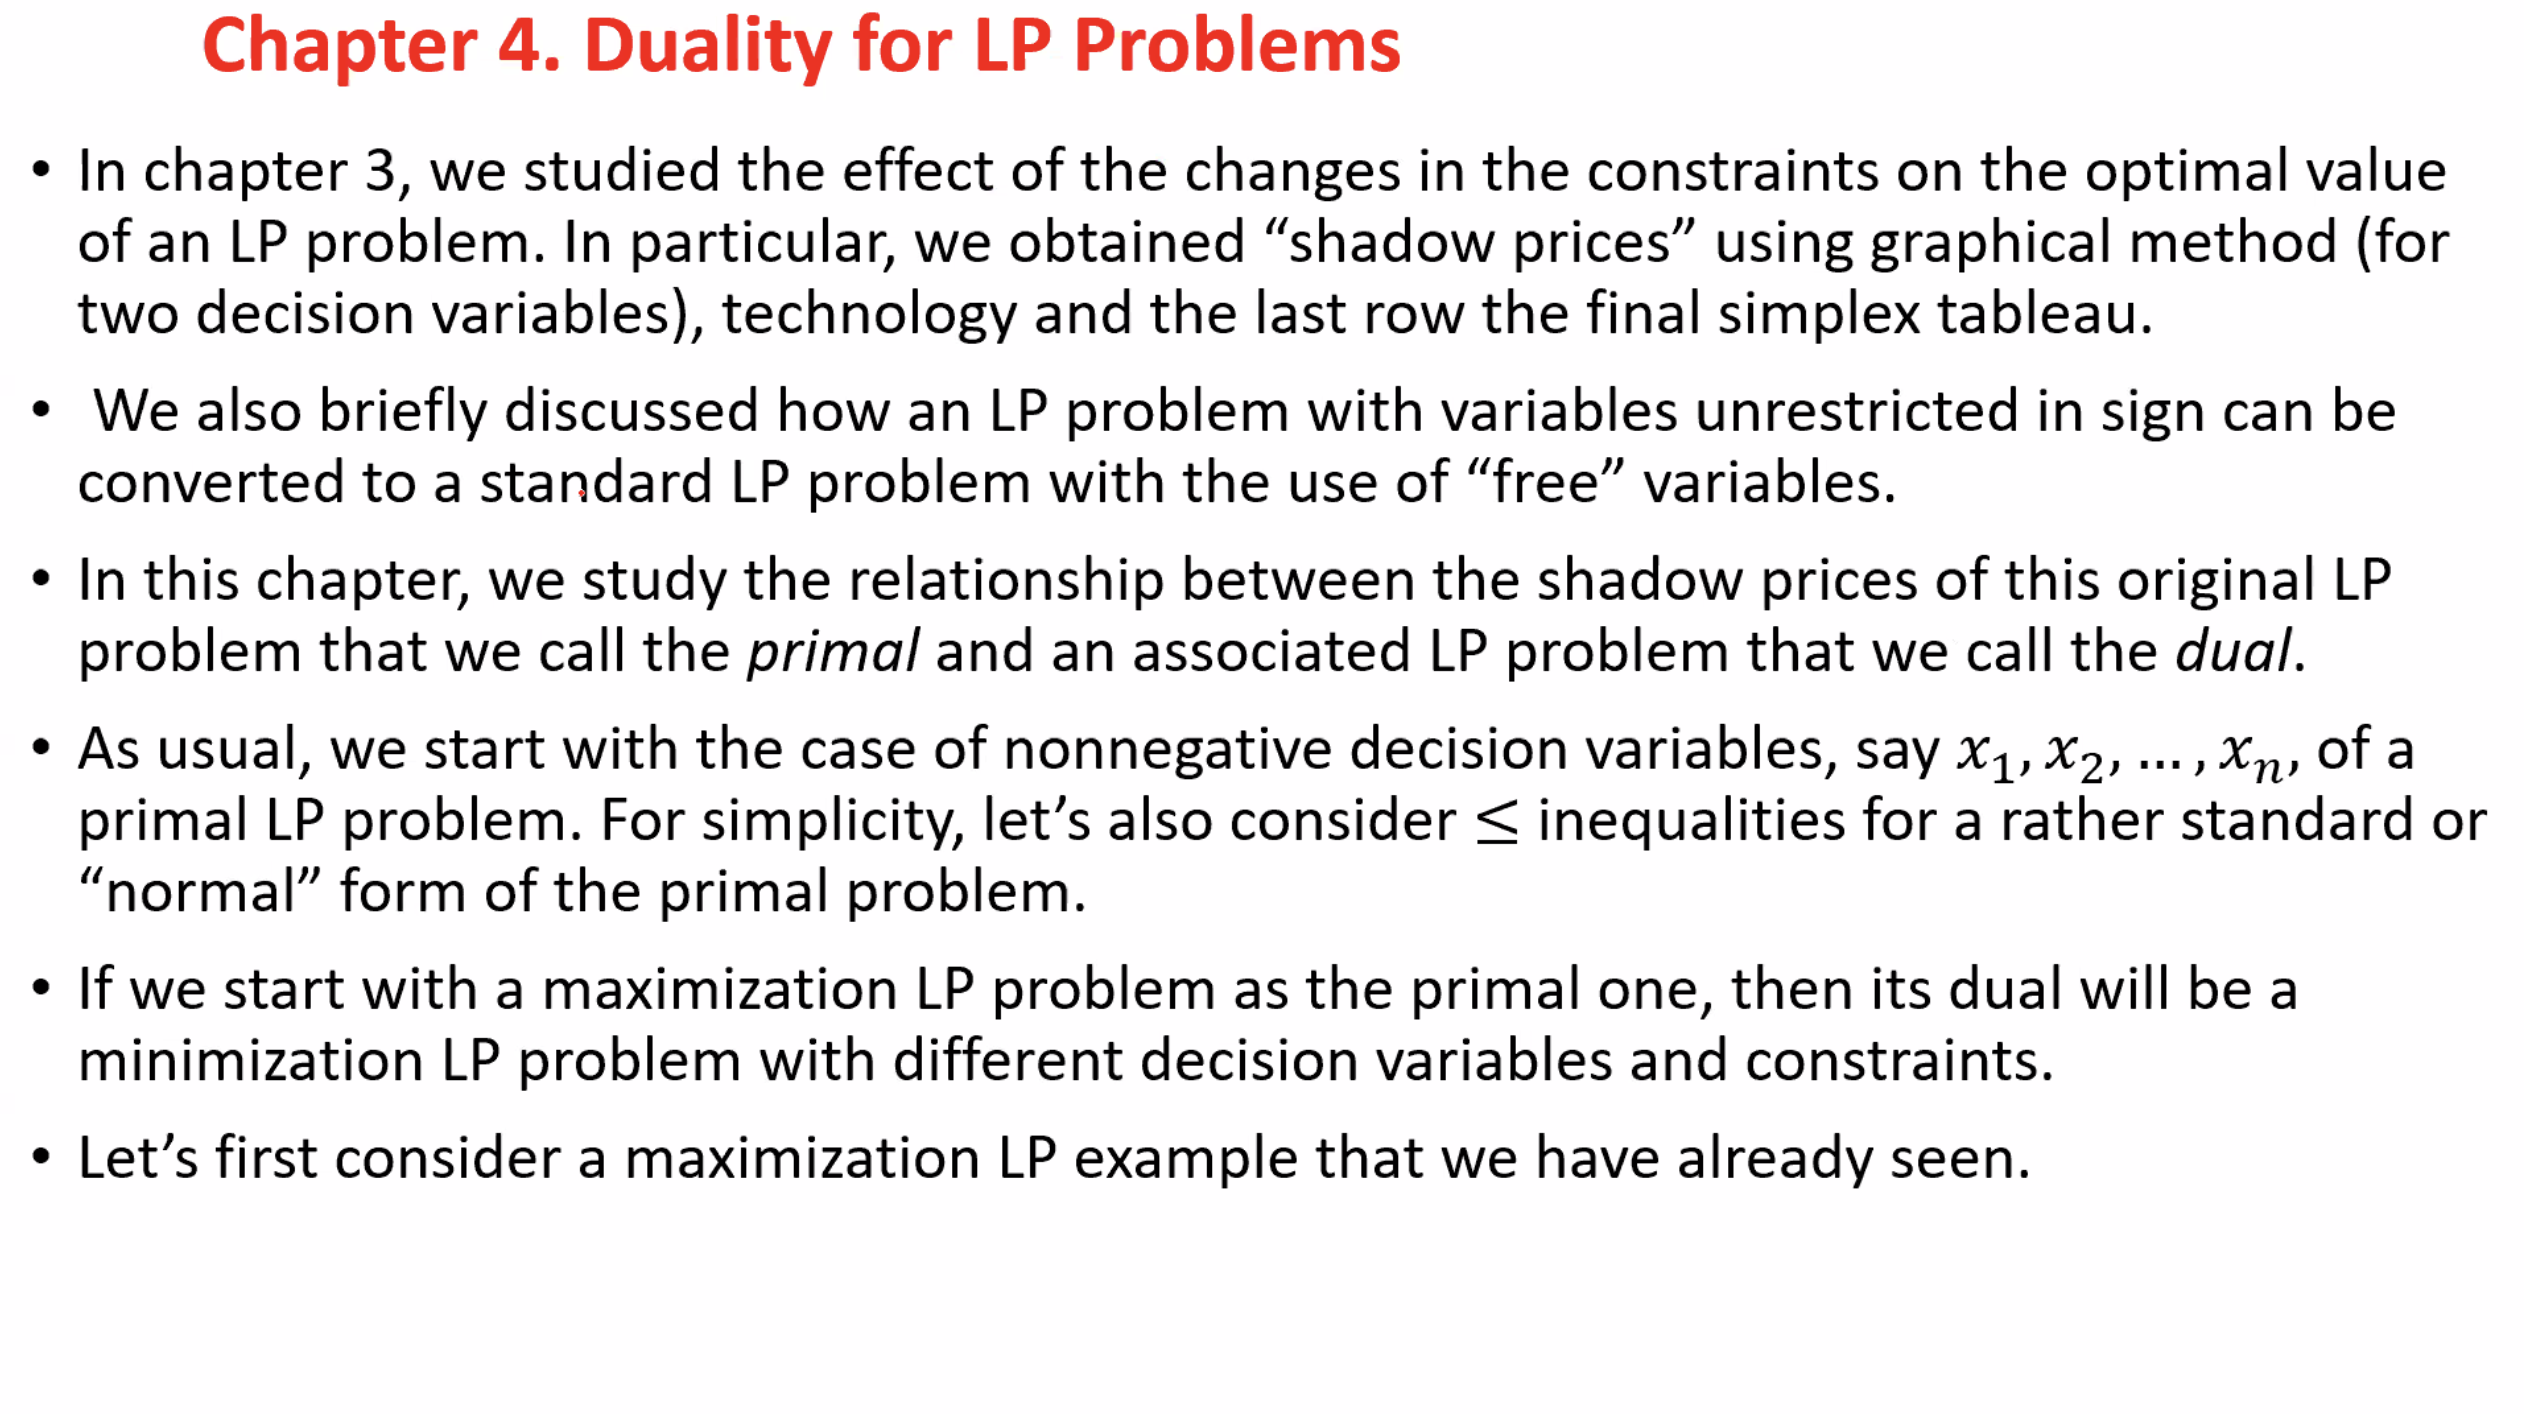 Chapter 4. Duality for LP Problems
• In chapter 3, we studied the effect of the changes in the constraints on the optimal value
of an LP problem. In particular, we obtained “shadow prices” using graphical method (for
two decision variables), technology and the last row the final simplex tableau.
• We also briefly discussed how an LP problem with variables unrestricted in sign can be
converted to a standard LP problem with the use of “free” variables.
• In this chapter, we study the relationship between the shadow prices of this original LP
problem that we call the primal and an associated LP problem that we call the dual.
• As usual, we start with the case of nonnegative decision variables, say x₁, x₂, … , xₙ, of a
primal LP problem. For simplicity, let’s also consider ≤ inequalities for a rather standard or
“normal” form of the primal problem.
• If we start with a maximization LP problem as the primal one, then its dual will be a
minimization LP problem with different decision variables and constraints.
• Let’s first consider a maximization LP example that we have already seen.